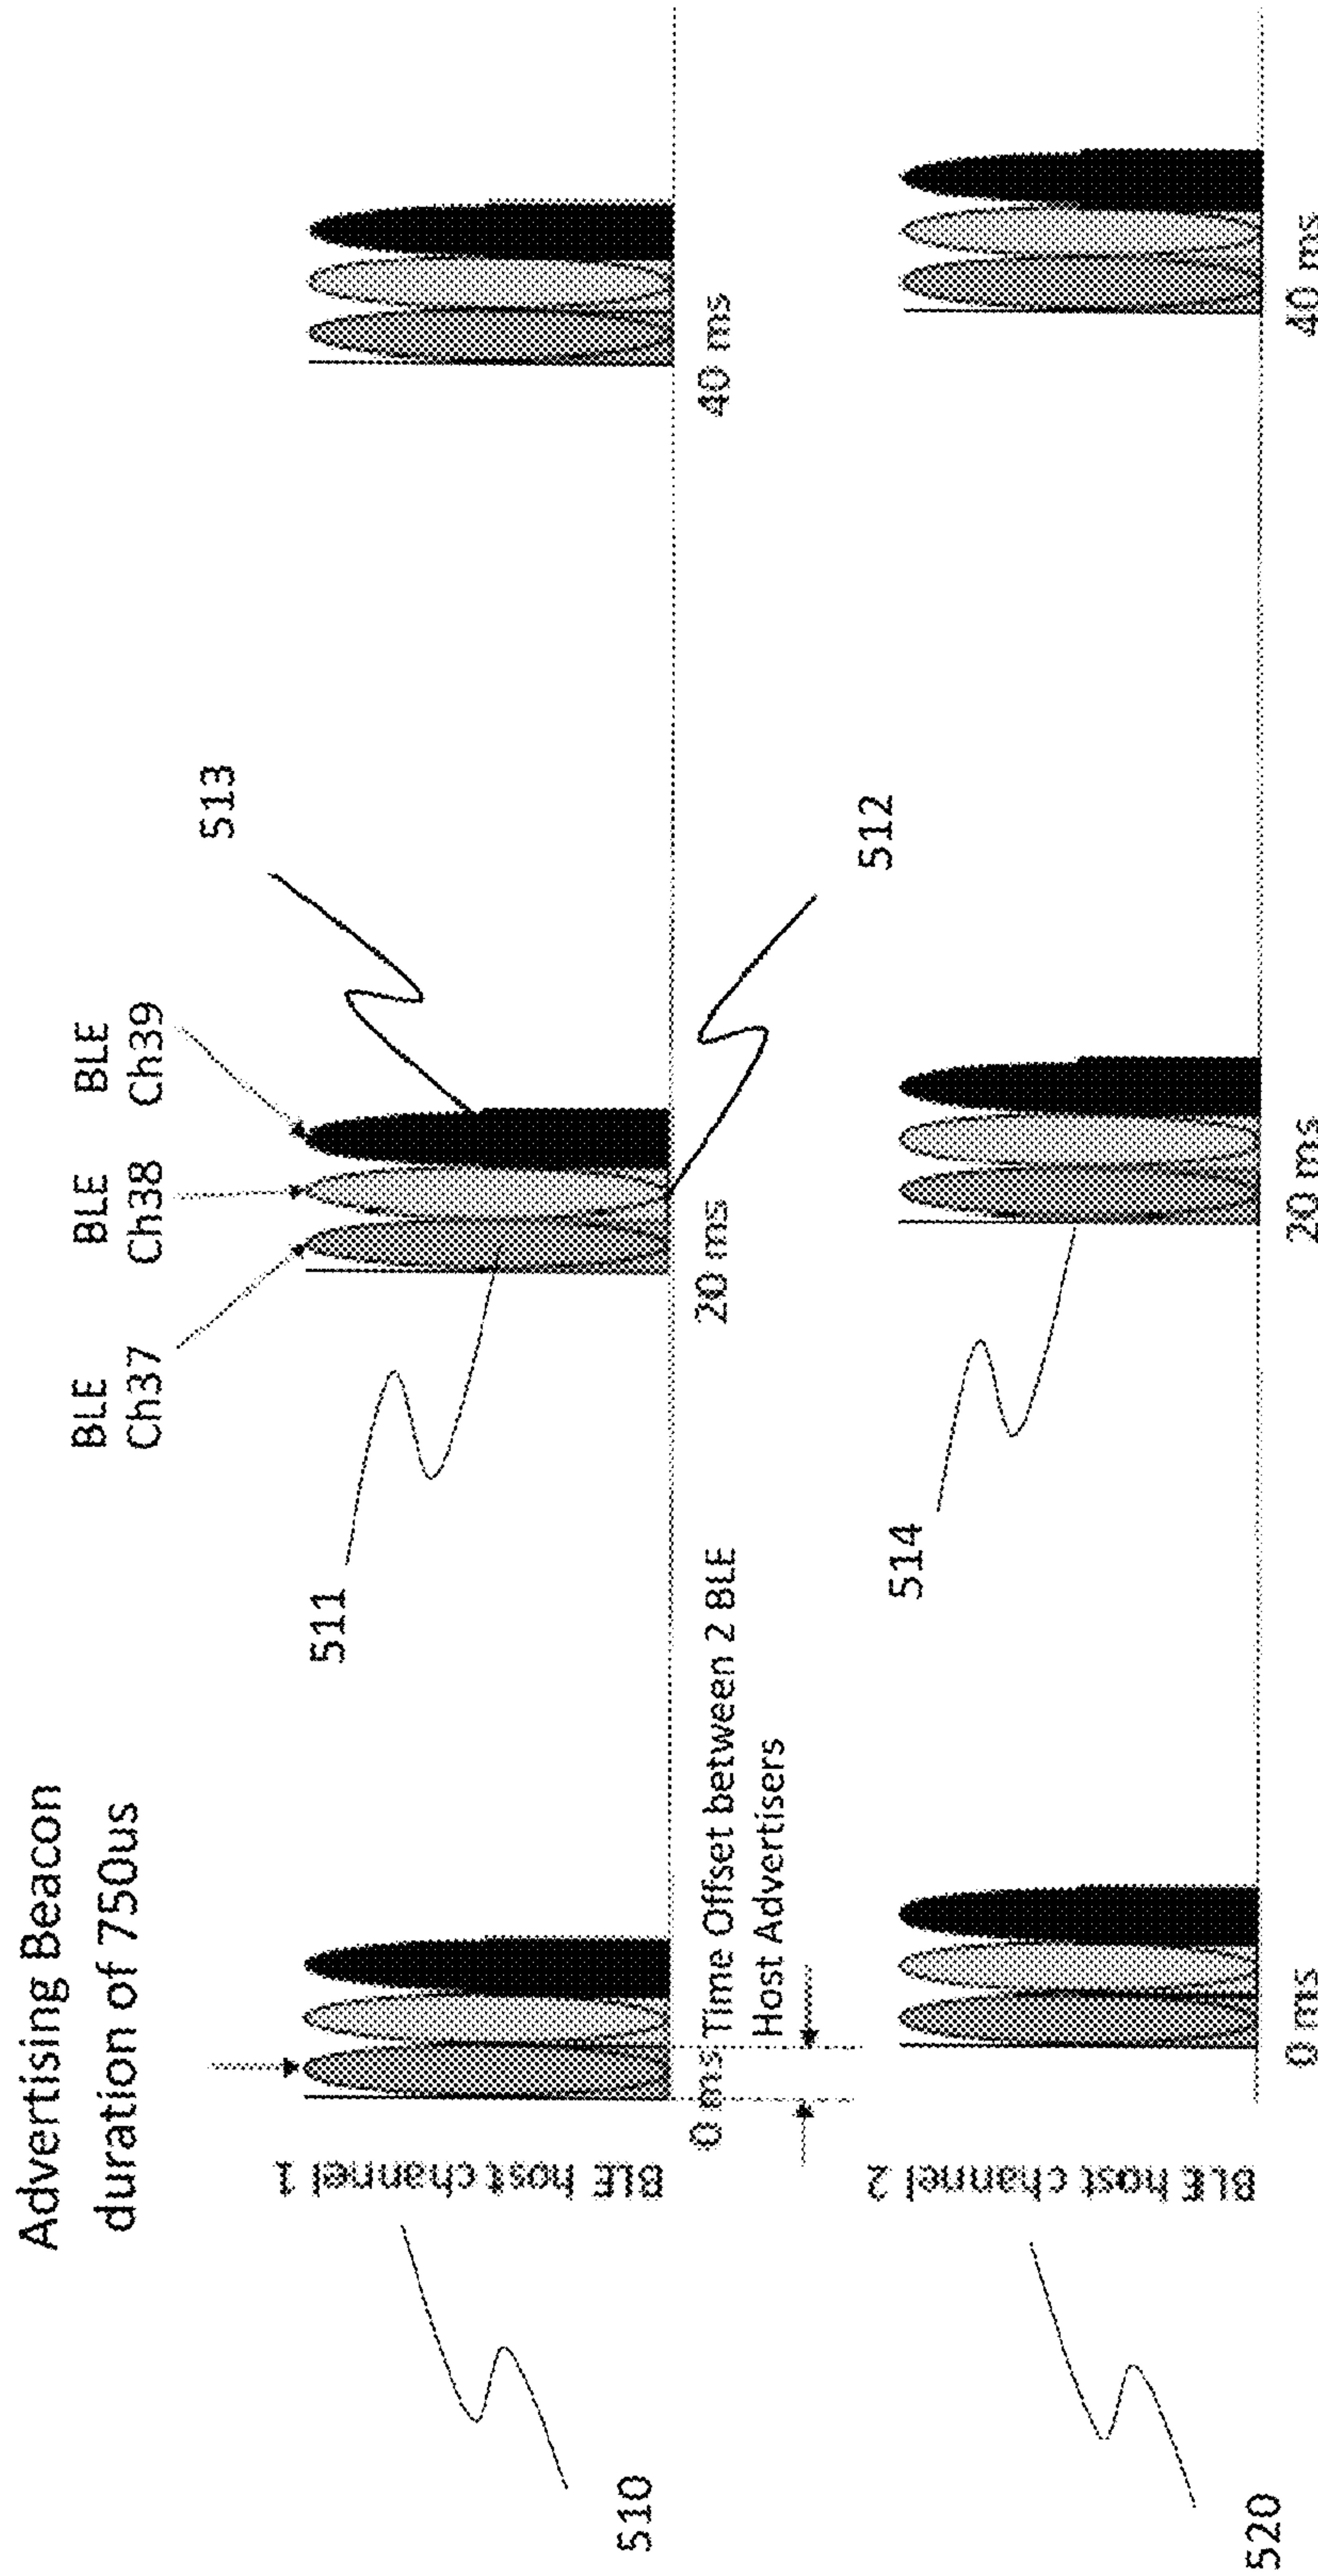 Advertising Beacon
duration of 750us
BLE
Ch37
BLE
Ch38
BLE
Ch39
513
511
510
BLE host channel 1
0 ms
20 ms
40 ms
Time Offset between 2 BLE
Host Advertisers
512
514
520
BLE host channel 2
0 ms
20 ms
40 ms